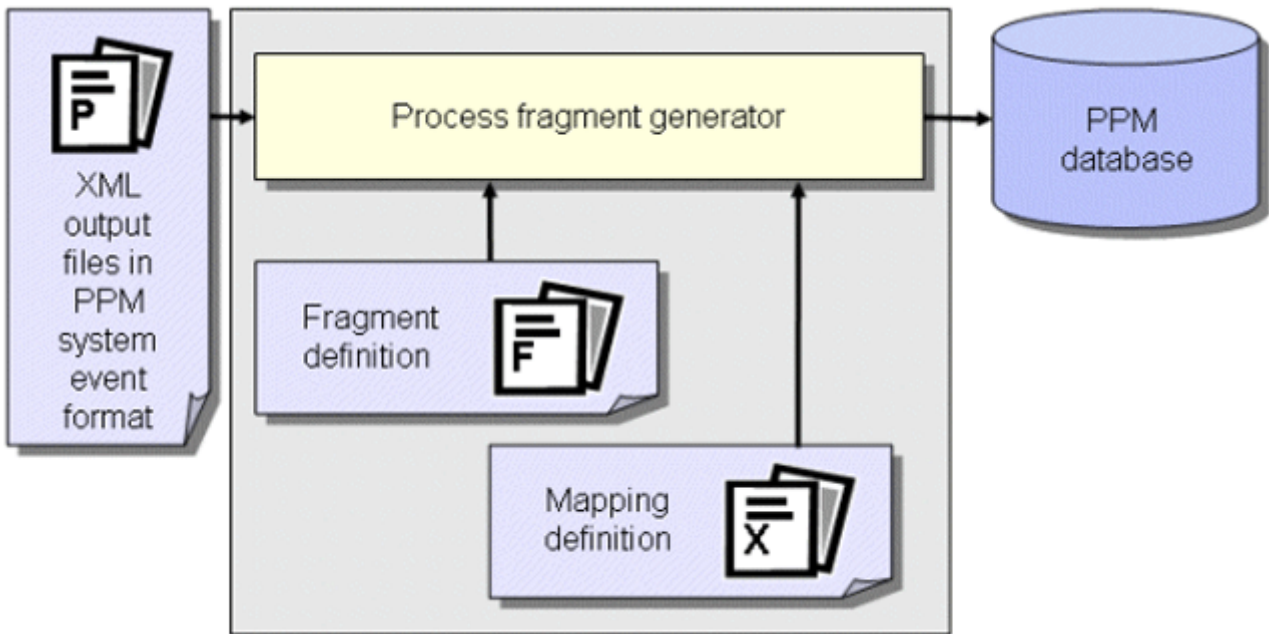 P
XML
output
files in
PPM
system
event
format
Process fragment generator
Fragment
definition
F
Mapping
definition
X
PPM
database